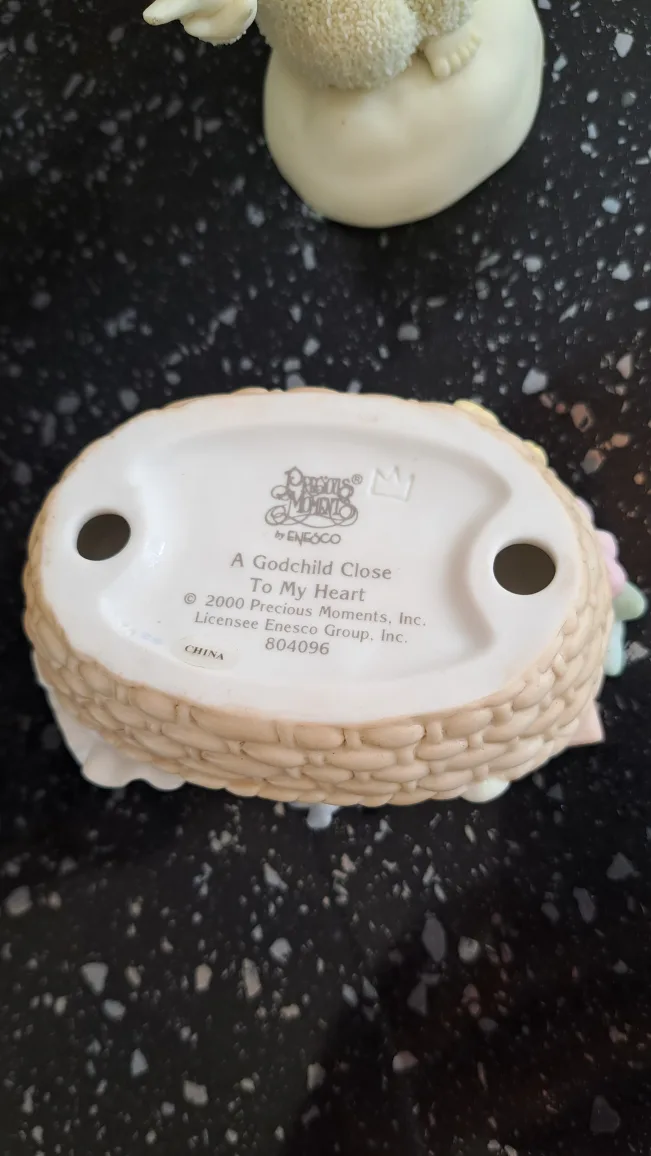 PRECIOUS MOMENTS®
by ENESCO
A Godchild Close
To My Heart
© 2000 Precious Moments, Inc.
Licensee Enesco Group, Inc.
804096
CHINA